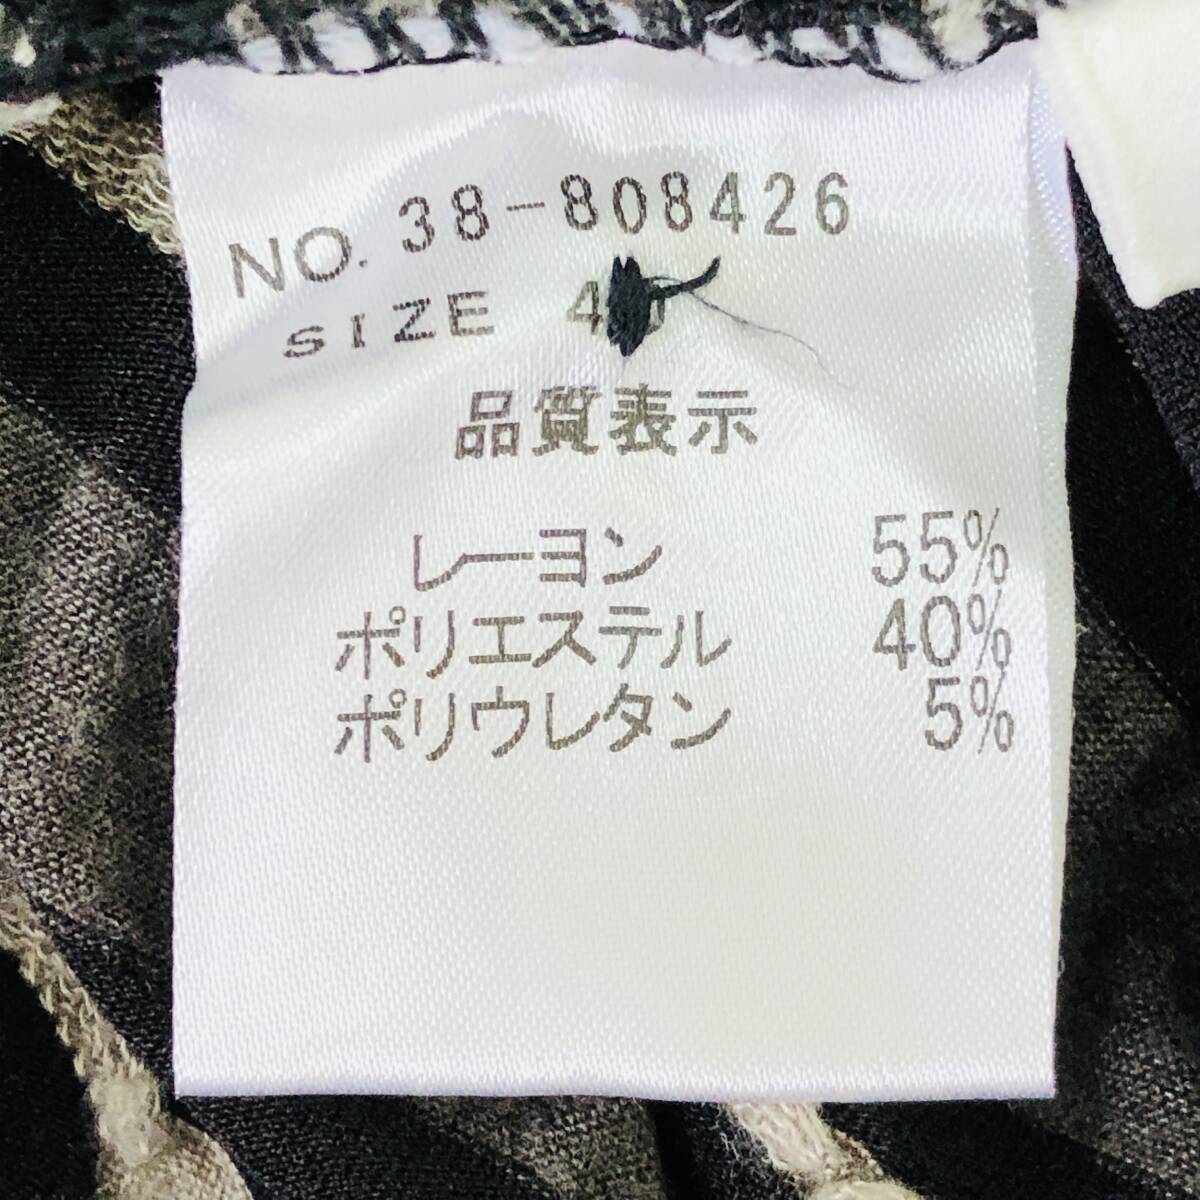 NO. 38-808426
SIZE
品質表示
レーヨン 55%
ポリエステル 40%
ポリウレタン 5%